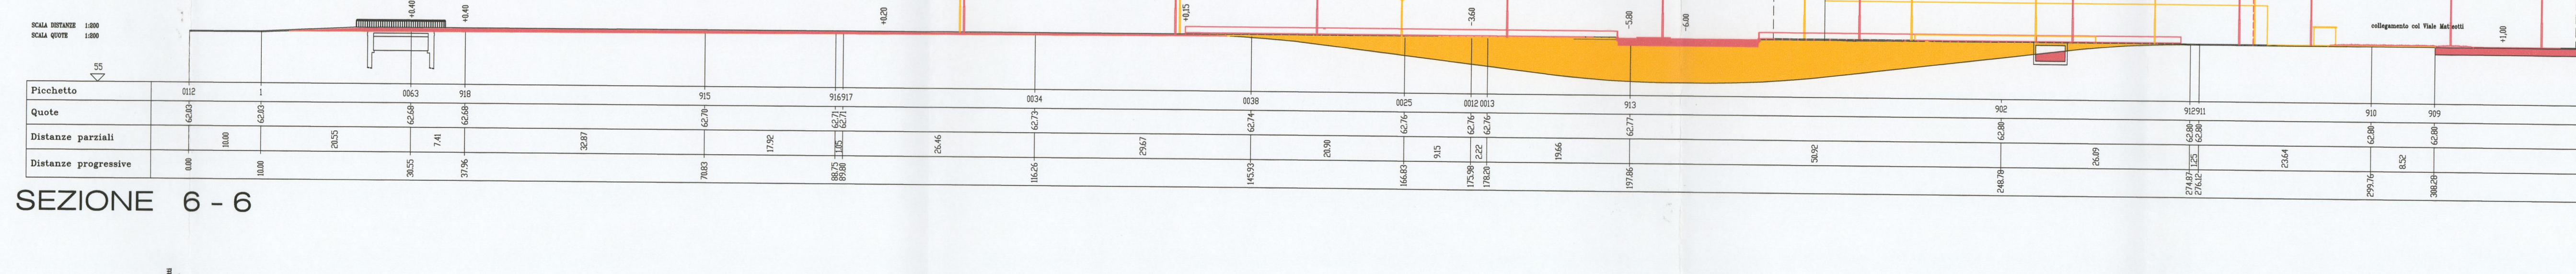 SCALA DISTANZE 1:200
SCALA QUOTE 1:200
+0.40 +0.40 +0.20 +0.15 -3.60 -5.80 -6.00 +1.00
collegamento col Viale Matteotti
55
Picchetto 0112 1 0063 918 915 916 917 0034 0038 0025 0012 0013 913 902 912 911 910 909
Quote 62.03 62.03 62.68 62.68 62.70 62.71 62.71 62.73 62.74 62.76 62.76 62.76 62.77 62.80 62.80 62.80 62.80 62.80
Distanze parziali 10.00 20.55 7.41 32.87 17.92 1.05 26.46 29.67 20.90 9.15 2.22 19.66 50.92 26.09 1.25 23.64 8.52
Distanze progressive 0.00 10.00 30.55 37.96 70.83 88.75 89.80 116.26 145.93 166.83 175.98 178.20 197.86 248.78 274.87 276.12 299.76 308.28
SEZIONE 6 - 6